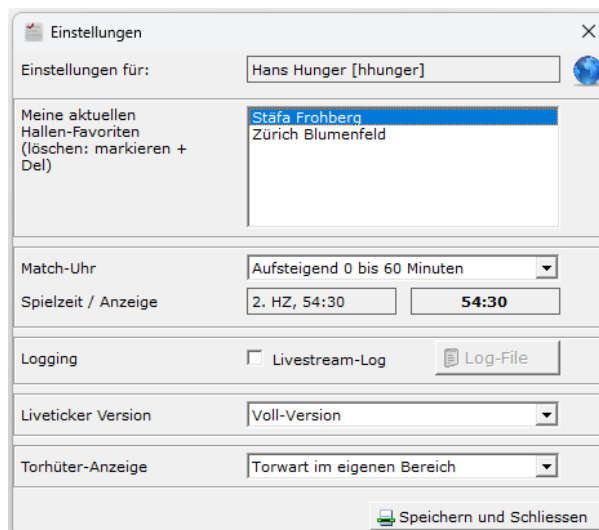 Einstellungen
Einstellungen für:
Hans Hunger [hhunger]
Meine aktuellen
Hallen-Favoriten
(löschen: markieren +
Del)
Stäfa Frohberg
Zürich Blumenfeld
Match-Uhr
Aufsteigend 0 bis 60 Minuten
Spielzeit / Anzeige
2. HZ, 54:30
54:30
Logging
Livestream-Log
Log-File
Liveticker Version
Voll-Version
Torhüter-Anzeige
Torwart im eigenen Bereich
Speichern und Schliessen